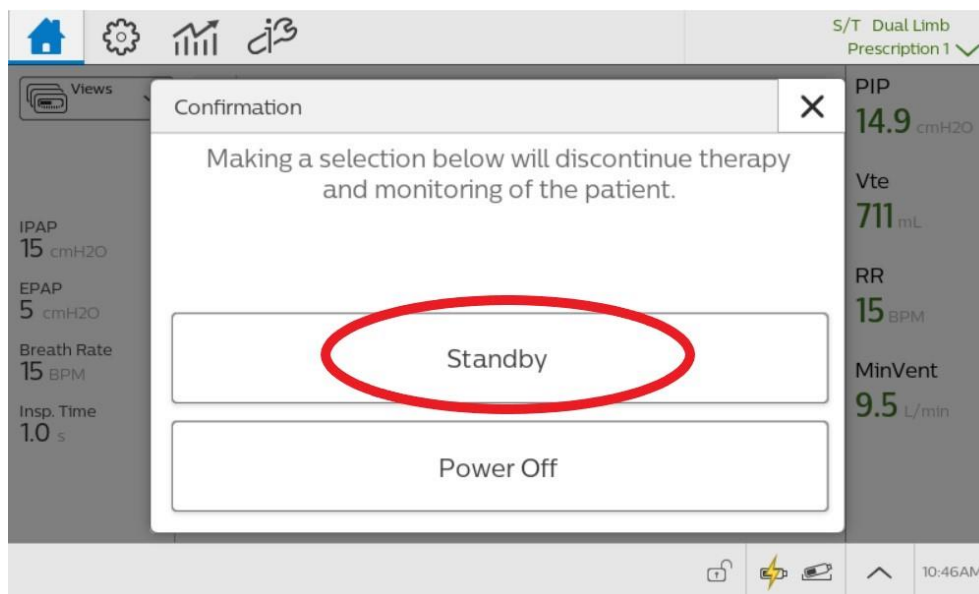 S/T Dual Limb
Prescription 1
Views
Confirmation
Making a selection below will discontinue therapy
and monitoring of the patient.
Standby
Power Off
IPAP
15 cmH2O
EPAP
5 cmH2O
Breath Rate
15 BPM
Insp. Time
1.0 s
PIP
14.9 cmH2O
Vte
711 mL
RR
15 BPM
MinVent
9.5 L/min
10:46AM